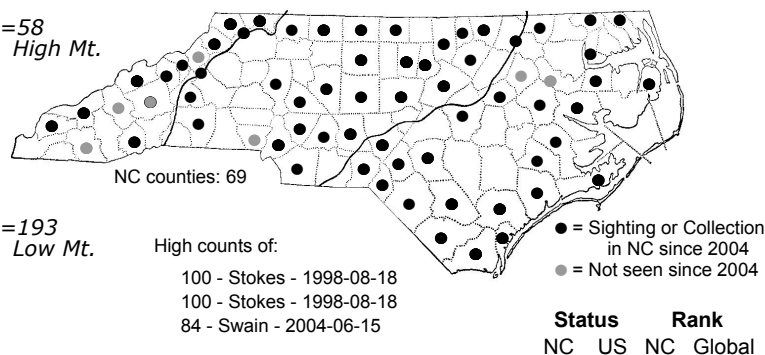 =58
High Mt.
NC counties: 69
=193
Low Mt.
High counts of:
100 - Stokes - 1998-08-18
100 - Stokes - 1998-08-18
84 - Swain - 2004-06-15
● = Sighting or Collection
in NC since 2004
● = Not seen since 2004
Status Rank
NC US NC Global